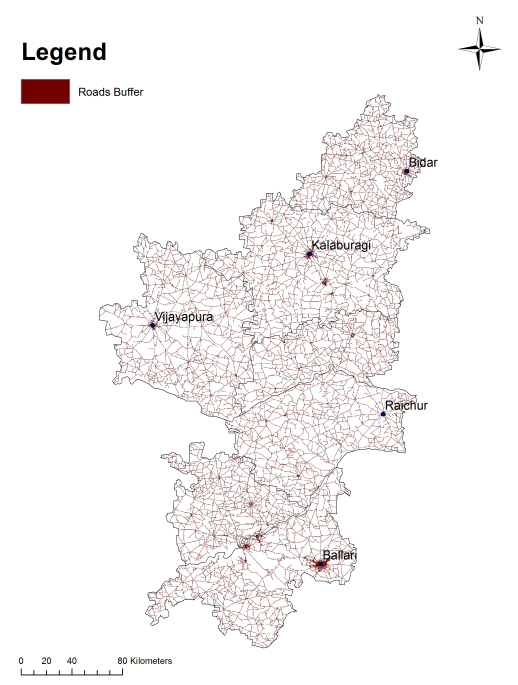 N
Legend
Roads Buffer
Bidar
Kalaburagi
Vijayapura
Raichur
Ballari
0 20 40 80 Kilometers